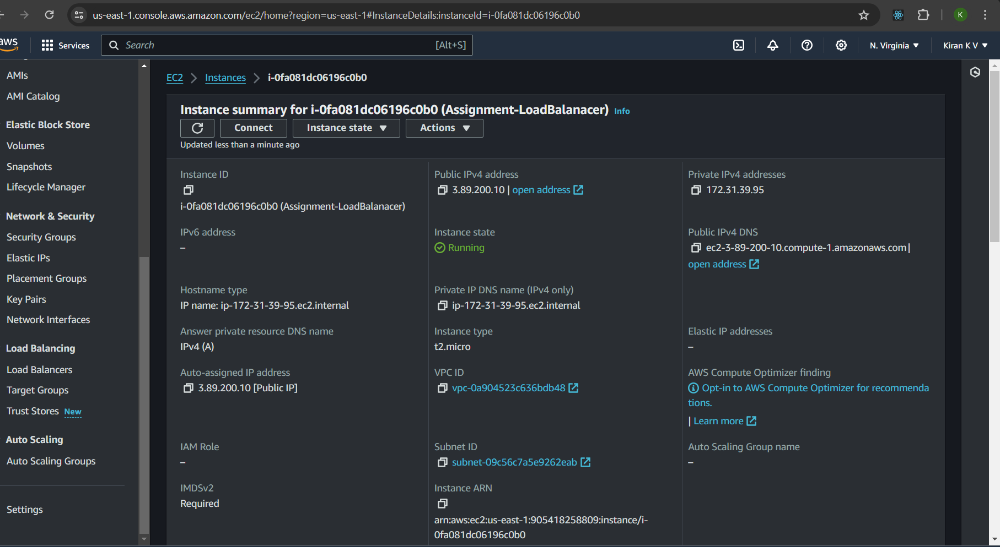 us-east-1.console.aws.amazon.com/ec2/home?region=us-east-1#InstanceDetails:instanceId=i-0fa081dc06196c0b0
K
aws
Services
Search
[Alt+S]
N. Virginia
Kiran K V
AMIs
AMI Catalog
Elastic Block Store
Volumes
Snapshots
Lifecycle Manager
Network & Security
Security Groups
Elastic IPs
Placement Groups
Key Pairs
Network Interfaces
Load Balancing
Load Balancers
Target Groups
Trust Stores New
Auto Scaling
Auto Scaling Groups
Settings
EC2
Instances
i-0fa081dc06196c0b0
Instance summary for i-0fa081dc06196c0b0 (Assignment-LoadBalanacer) Info
Connect
Instance state
Actions
Updated less than a minute ago
Instance ID
i-0fa081dc06196c0b0 (Assignment-LoadBalanacer)
Public IPv4 address
3.89.200.10 | open address
Private IPv4 addresses
172.31.39.95
IPv6 address
–
Instance state
Running
Public IPv4 DNS
ec2-3-89-200-10.compute-1.amazonaws.com |
open address
Hostname type
IP name: ip-172-31-39-95.ec2.internal
Private IP DNS name (IPv4 only)
ip-172-31-39-95.ec2.internal
Answer private resource DNS name
IPv4 (A)
Instance type
t2.micro
Elastic IP addresses
–
Auto-assigned IP address
3.89.200.10 [Public IP]
VPC ID
vpc-0a904523c636bdb48
AWS Compute Optimizer finding
Opt-in to AWS Compute Optimizer for recommenda
tions.
| Learn more
IAM Role
–
Subnet ID
subnet-09c56c7a5e9262eab
Auto Scaling Group name
–
IMDSv2
Required
Instance ARN
arn:aws:ec2:us-east-1:905418258809:instance/i-
0fa081dc06196c0b0